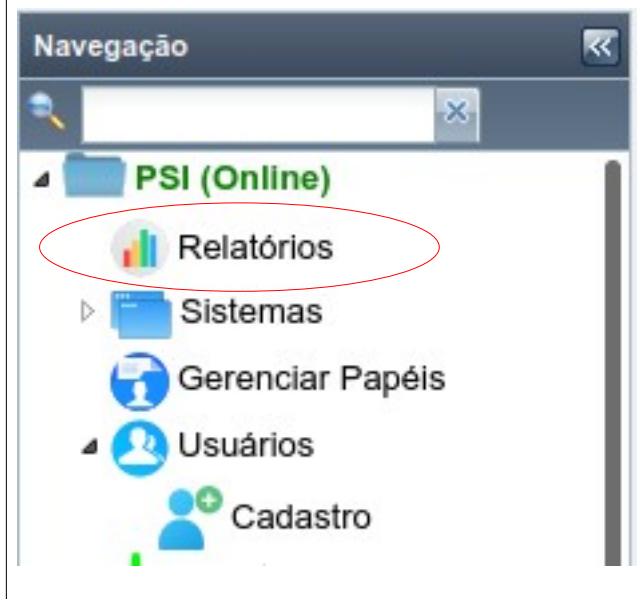 Navegação
PSI (Online)
Relatórios
Sistemas
Gerenciar Papéis
Usuários
Cadastro